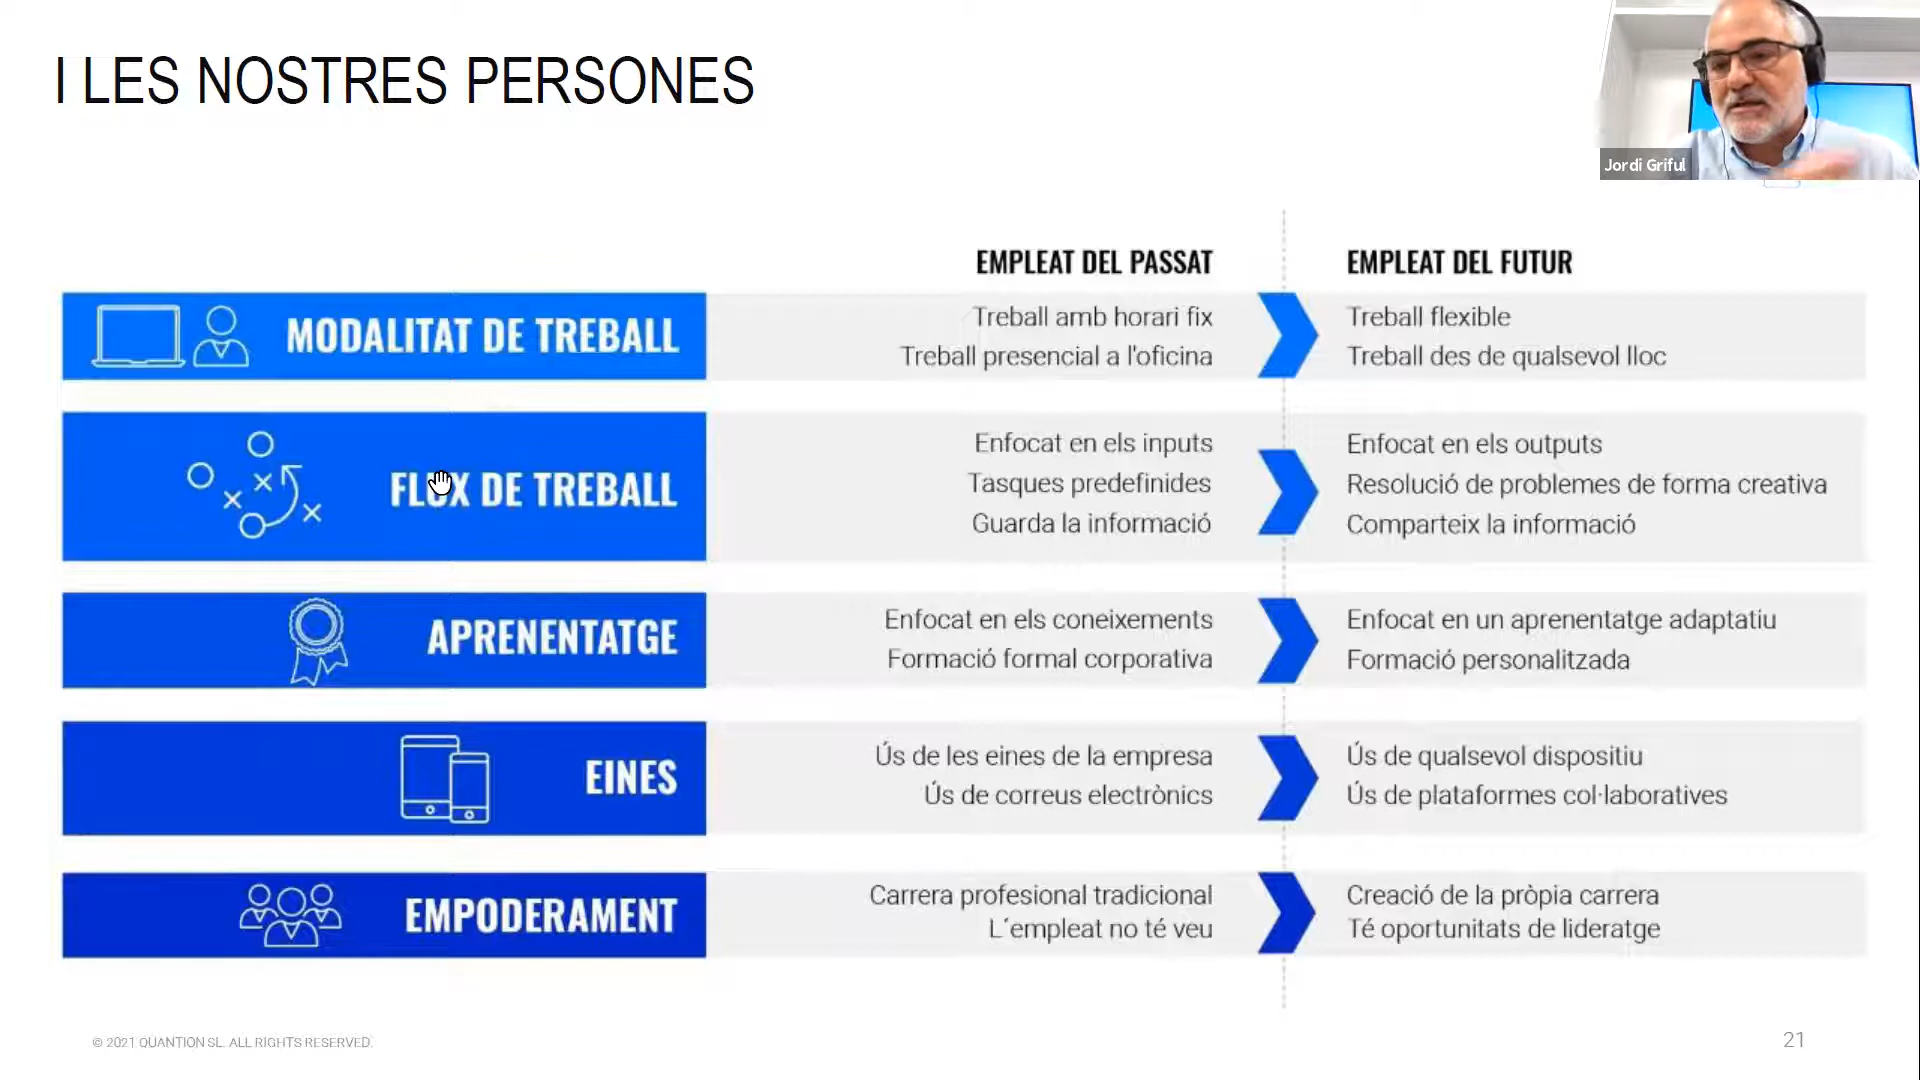 I LES NOSTRES PERSONES
Jordi Griful
EMPLEAT DEL PASSAT
EMPLEAT DEL FUTUR
MODALITAT DE TREBALL
Treball amb horari fix
Treball presencial a l'oficina
Treball flexible
Treball des de qualsevol lloc
FLUX DE TREBALL
Enfocat en els inputs
Tasques predefinides
Guarda la informació
Enfocat en els outputs
Resolució de problemes de forma creativa
Comparteix la informació
APRENENTATGE
Enfocat en els coneixements
Formació formal corporativa
Enfocat en un aprenentatge adaptatiu
Formació personalitzada
EINES
Ús de les eines de la empresa
Ús de correus electrònics
Ús de qualsevol dispositiu
Ús de plataformes col·laboratives
EMPODERAMENT
Carrera profesional tradicional
L´empleat no té veu
Creació de la pròpia carrera
Té oportunitats de lideratge
© 2021 QUANTION SL. ALL RIGHTS RESERVED.
21